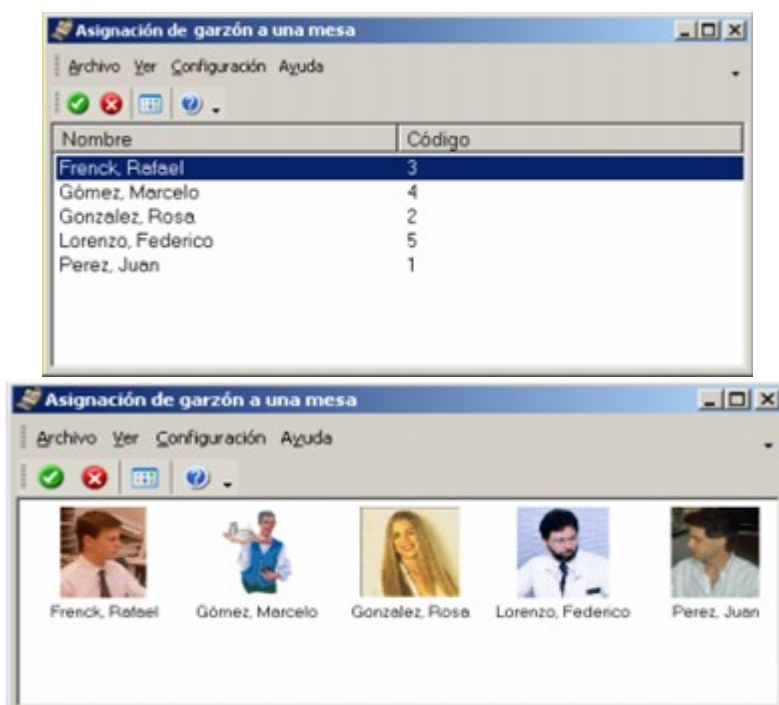 Asignación de garzón a una mesa
Archivo Ver Configuración Ayuda
Nombre Código
Frenck, Rafael 3
Gómez, Marcelo 4
Gonzalez, Rosa 2
Lorenzo, Federico 5
Perez, Juan 1
Asignación de garzón a una mesa
Archivo Ver Configuración Ayuda
Frenck, Rafael Gómez, Marcelo Gonzalez, Rosa Lorenzo, Federico Perez, Juan